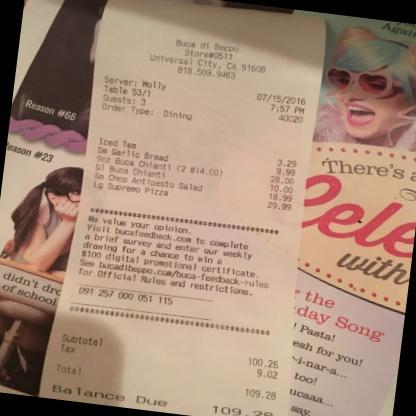 Buca di Beppo
Store#0511
Universal City, CA 91608
818.509.9463
Server: Molly
07/15/2016
Table 53/1
7:57 PM
Guests: 3
40020
Order Type: Dining
Iced Tea 3.29
Sm Garlic Bread 9.99
9oz Buca Chianti (2 @14.00) 28.00
Gl Buca Chianti 10.00
Sm Chop Antipasto Salad 18.99
Lg Supremo Pizza 29.99
We value your opinion.
Visit bucafeedback.com to complete
a brief survey and enter our weekly
drawing for a chance to win a
$100 digital promotional certificate.
See bucadibeppo.com/buca-feedback-rules
for Official Rules and restrictions.
091 257 000 051 115
Subtotal 100.26
Tax 9.02
Total 109.28
Balance Due 109.28
Reason #66
Reason #23
didn't
of school
Again
There's a
Cele
with
the
day Song
Pasta!
esh for you!
r-i-nar-a...
too!
ucaaa...
say,